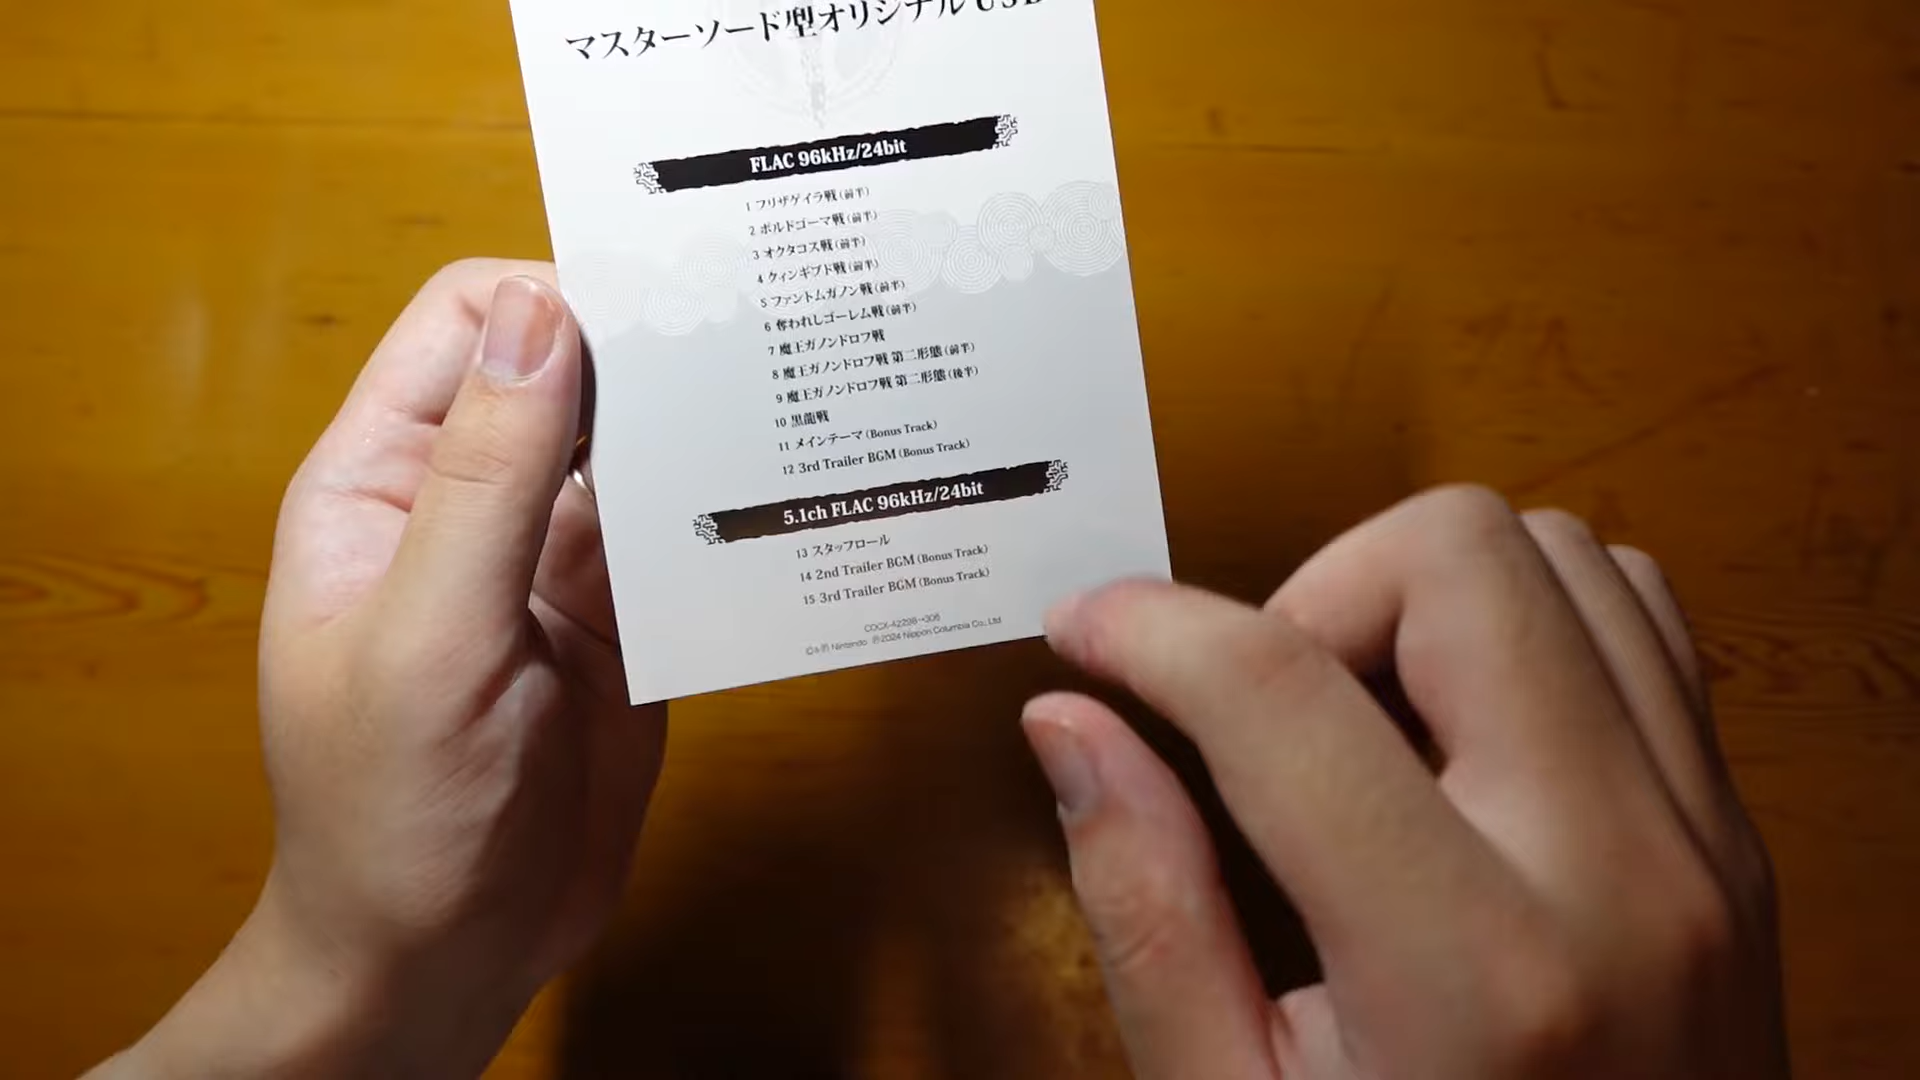 マスターソード型オリジナルUSB
FLAC 96kHz/24bit
1 フリザゲイラ戦（前半）
2 ボルドゴーマ戦（前半）
3 オクタコス戦（前半）
4 クィンギブド戦（前半）
5 ファントムガノン戦（前半）
6 奪われしゴーレム戦（前半）
7 魔王ガノンドロフ戦
8 魔王ガノンドロフ戦 第二形態（前半）
9 魔王ガノンドロフ戦 第二形態（後半）
10 黒龍戦
11 メインテーマ（Bonus Track）
12 3rd Trailer BGM（Bonus Track）
5.1ch FLAC 96kHz/24bit
13 スタッフロール
14 2nd Trailer BGM（Bonus Track）
15 3rd Trailer BGM（Bonus Track）
COCX-42298→306
Nintendo ℗2024 Nippon Columbia Co., Ltd.